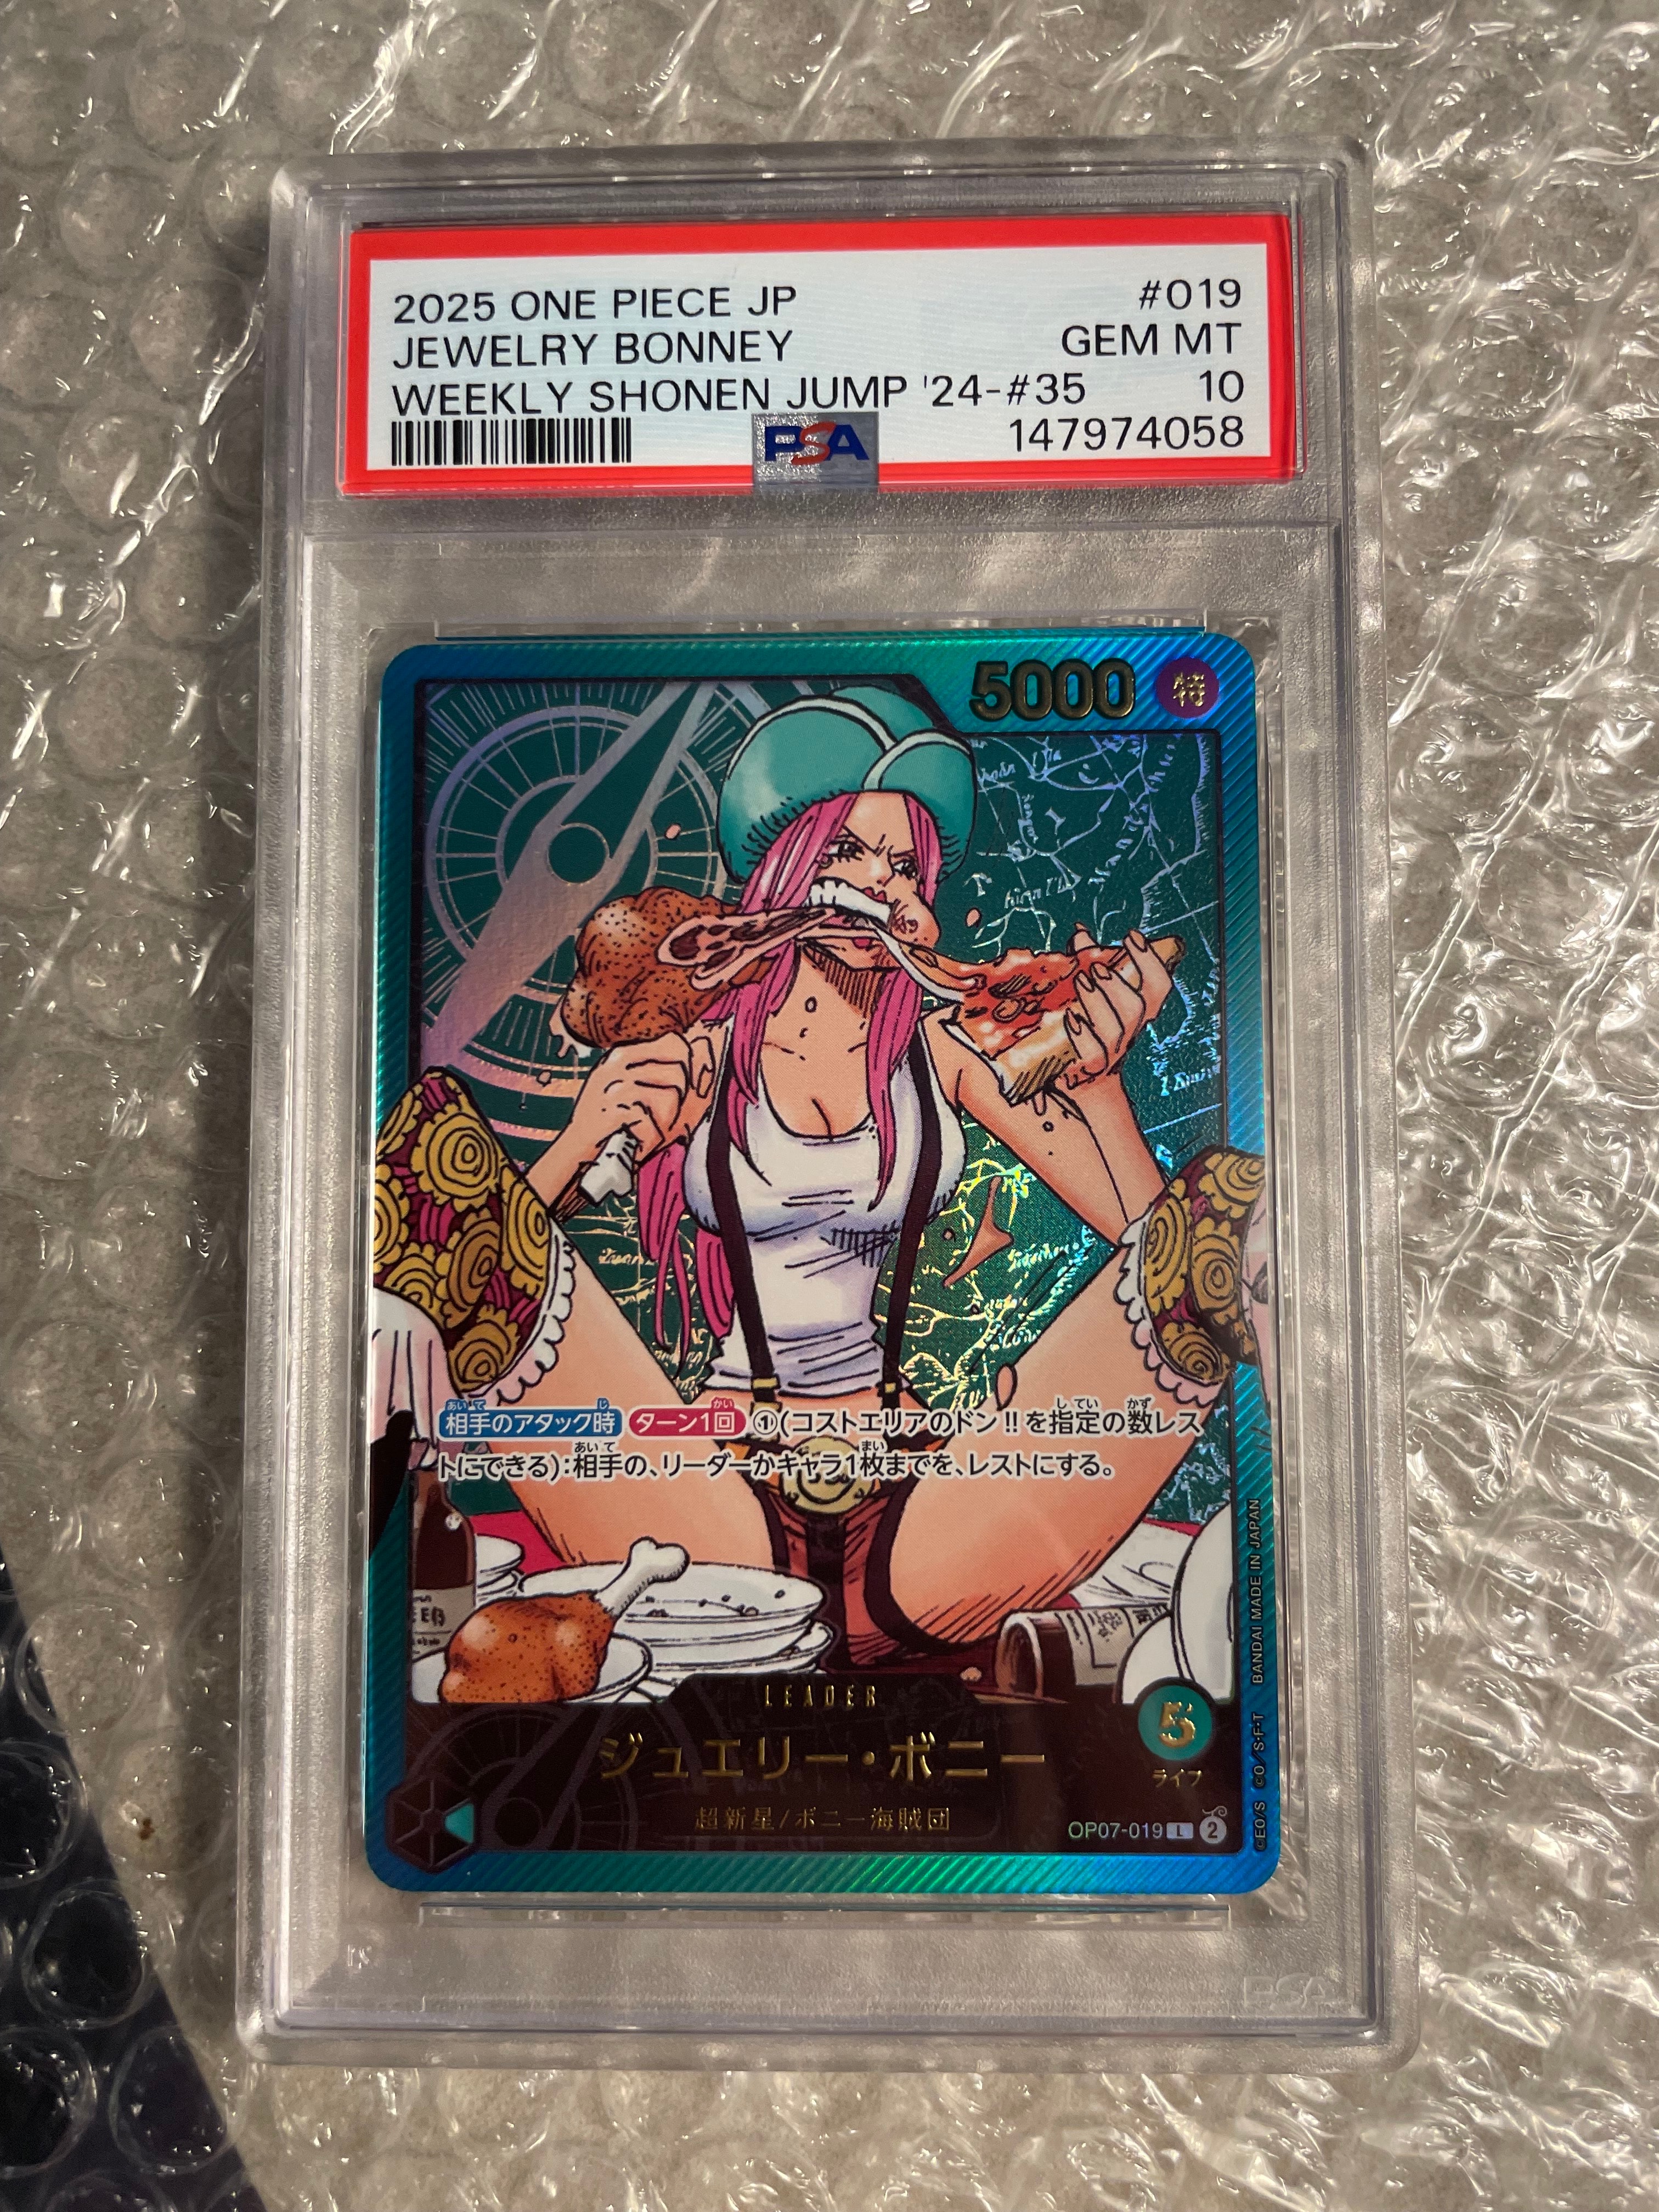 2025 ONE PIECE JP #019
JEWELRY BONNEY GEM MT
WEEKLY SHONEN JUMP '24-#35 10
PSA 147974058
5000 特
相手のアタック時 ターン1回 ①(コストエリアのドン!!を指定の数レス
トにできる):相手の、リーダーかキャラ1枚までを、レストにする。
LEADER
ジュエリー・ボニー
5
ライフ
超新星/ボニー海賊団
OP07-019 L 2
©EO/S ©O/S・F・T BANDAI MADE IN JAPAN
PSA